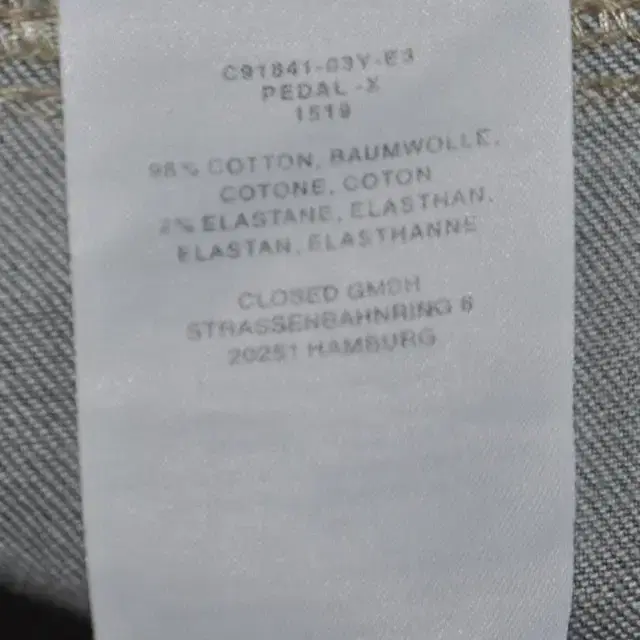 C91841-03Y-E3
PEDAL -X
1519
98% COTTON, BAUMWOLLE,
COTONE, COTON
2% ELASTANE, ELASTHAN,
ELASTAN, ELASTHANNE
CLOSED GMBH
STRASSENBAHNRING 6
20251 HAMBURG